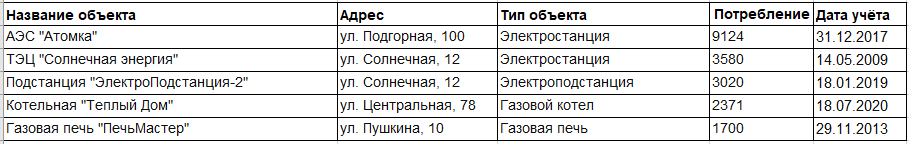 Название объекта Адрес Тип объекта Потребление Дата учёта
АЭС "Атомка" ул. Подгорная, 100 Электростанция 9124 31.12.2017
ТЭЦ "Солнечная энергия" ул. Солнечная, 12 Электростанция 3580 14.05.2009
Подстанция "ЭлектроПодстанция-2" ул. Солнечная, 12 Электроподстанция 3020 18.01.2019
Котельная "Теплый Дом" ул. Центральная, 78 Газовой котел 2371 18.07.2020
Газовая печь "ПечьМастер" ул. Пушкина, 10 Газовая печь 1700 29.11.2013